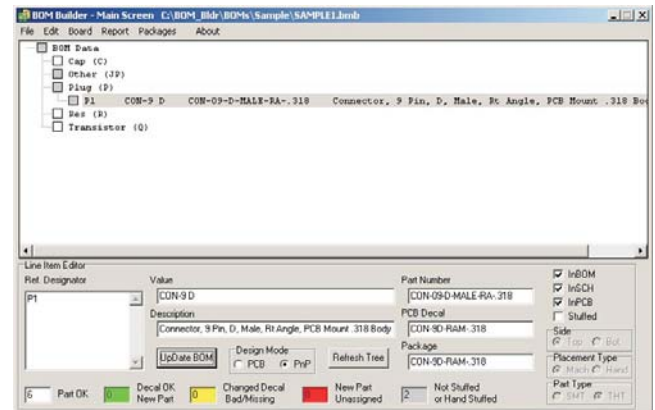 BOM Builder - Main Screen C:\BOM_Bldr\BOMs\Sample\SAMPLE1.bmb
File Edit Board Report Packages About
BOM Data
Cap (C)
Other (JP)
Plug (P)
P1 CON-9 D CON-09-D-MALE-RA-.318 Connector, 9 Pin, D, Male, Rt Angle, PCB Mount .318 Bo
Res (R)
Transistor (Q)
Line Item Editor
Ref. Designator
P1
Value
CON-9 D
Description
Connector, 9 Pin, D, Male, Rt Angle, PCB Mount .318 Body
UpDate BOM
Design Mode
PCB PnP
Refresh Tree
Part Number
CON-09-D-MALE-RA-.318
PCB Decal
CON-9D-RAM-.318
Package
CON-9D-RAM-.318
InBOM
InSCH
InPCB
Stuffed
Side
Top Bot
Placement Type
Mach Hand
Part Type
SMT THT
6 Part OK
0 Decal OK New Part
0 Changed Decal Bad/Missing
New Part Unassigned
2 Not Stuffed or Hand Stuffed